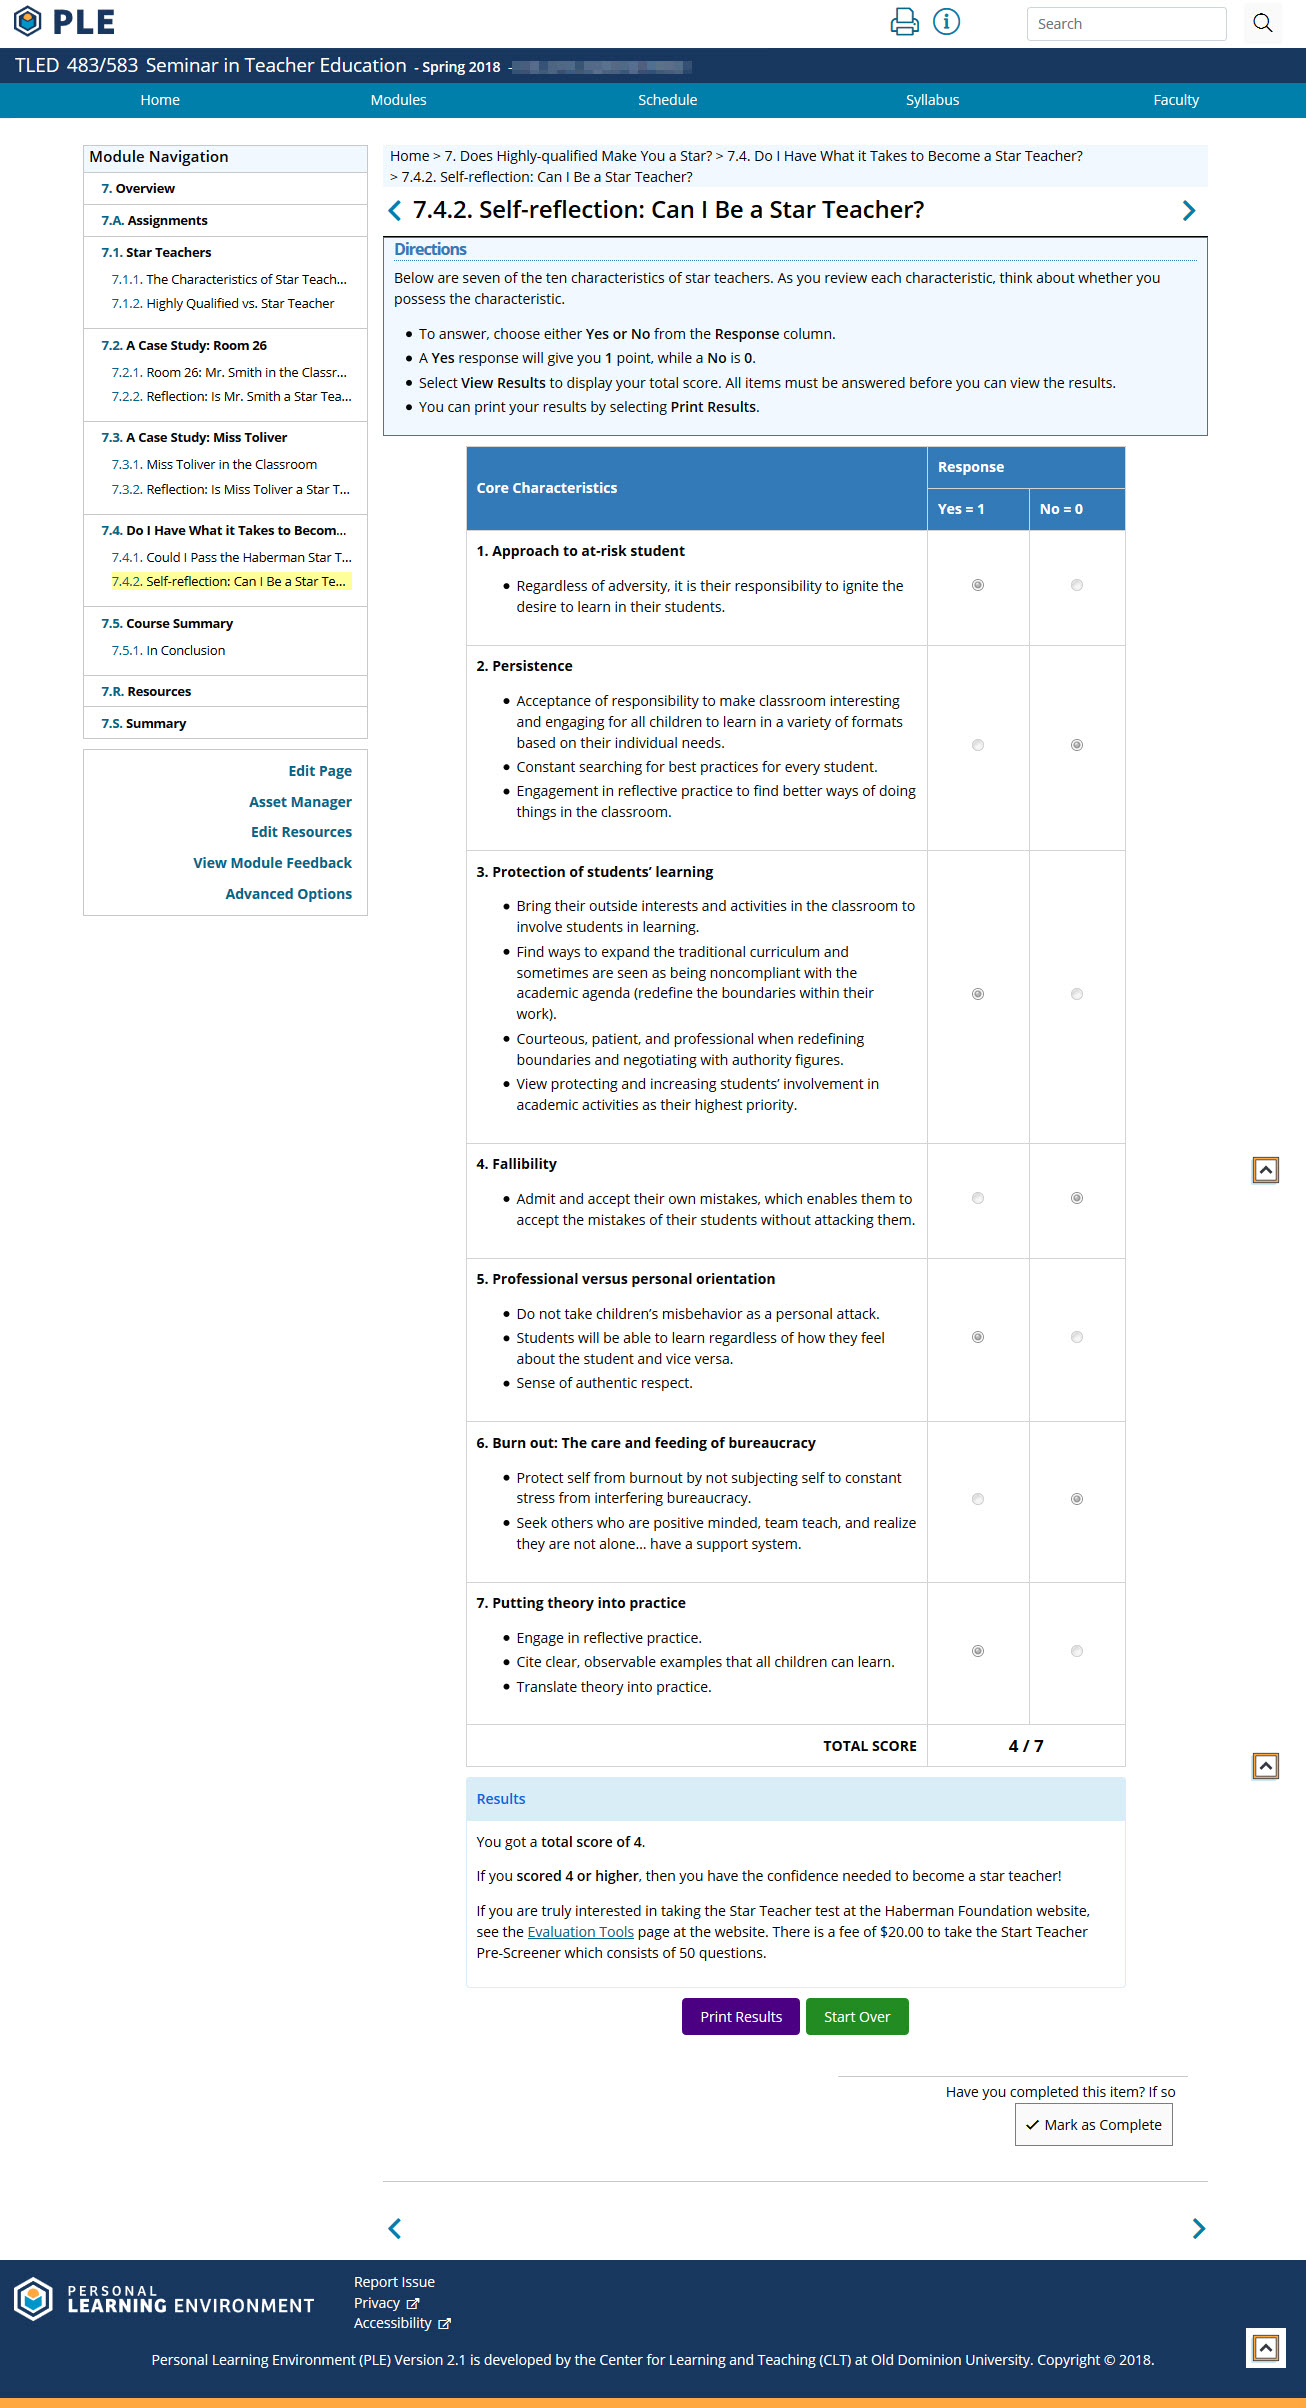 PLE
Search
TLED 483/583 Seminar in Teacher Education - Spring 2018 -
Home
Modules
Schedule
Syllabus
Faculty
Module Navigation
7. Overview
7.A. Assignments
7.1. Star Teachers
7.1.1. The Characteristics of Star Teach...
7.1.2. Highly Qualified vs. Star Teacher
7.2. A Case Study: Room 26
7.2.1. Room 26: Mr. Smith in the Classr...
7.2.2. Reflection: Is Mr. Smith a Star Tea...
7.3. A Case Study: Miss Toliver
7.3.1. Miss Toliver in the Classroom
7.3.2. Reflection: Is Miss Toliver a Star T...
7.4. Do I Have What it Takes to Becom...
7.4.1. Could I Pass the Haberman Star T...
7.4.2. Self-reflection: Can I Be a Star Te...
7.5. Course Summary
7.5.1. In Conclusion
7.R. Resources
7.S. Summary
Edit Page
Asset Manager
Edit Resources
View Module Feedback
Advanced Options
Home > 7. Does Highly-qualified Make You a Star? > 7.4. Do I Have What it Takes to Become a Star Teacher?
> 7.4.2. Self-reflection: Can I Be a Star Teacher?
7.4.2. Self-reflection: Can I Be a Star Teacher?
Directions
Below are seven of the ten characteristics of star teachers. As you review each characteristic, think about whether you
possess the characteristic.
• To answer, choose either Yes or No from the Response column.
• A Yes response will give you 1 point, while a No is 0.
• Select View Results to display your total score. All items must be answered before you can view the results.
• You can print your results by selecting Print Results.
Core Characteristics
Response
Yes = 1
No = 0
1. Approach to at-risk student
• Regardless of adversity, it is their responsibility to ignite the
desire to learn in their students.
2. Persistence
• Acceptance of responsibility to make classroom interesting
and engaging for all children to learn in a variety of formats
based on their individual needs.
• Constant searching for best practices for every student.
• Engagement in reflective practice to find better ways of doing
things in the classroom.
3. Protection of students’ learning
• Bring their outside interests and activities in the classroom to
involve students in learning.
• Find ways to expand the traditional curriculum and
sometimes are seen as being noncompliant with the
academic agenda (redefine the boundaries within their
work).
• Courteous, patient, and professional when redefining
boundaries and negotiating with authority figures.
• View protecting and increasing students’ involvement in
academic activities as their highest priority.
4. Fallibility
• Admit and accept their own mistakes, which enables them to
accept the mistakes of their students without attacking them.
5. Professional versus personal orientation
• Do not take children’s misbehavior as a personal attack.
• Students will be able to learn regardless of how they feel
about the student and vice versa.
• Sense of authentic respect.
6. Burn out: The care and feeding of bureaucracy
• Protect self from burnout by not subjecting self to constant
stress from interfering bureaucracy.
• Seek others who are positive minded, team teach, and realize
they are not alone... have a support system.
7. Putting theory into practice
• Engage in reflective practice.
• Cite clear, observable examples that all children can learn.
• Translate theory into practice.
TOTAL SCORE
4 / 7
Results
You got a total score of 4.
If you scored 4 or higher, then you have the confidence needed to become a star teacher!
If you are truly interested in taking the Star Teacher test at the Haberman Foundation website,
see the Evaluation Tools page at the website. There is a fee of $20.00 to take the Start Teacher
Pre-Screener which consists of 50 questions.
Print Results
Start Over
Have you completed this item? If so
Mark as Complete
PERSONAL
LEARNING ENVIRONMENT
Report Issue
Privacy
Accessibility
Personal Learning Environment (PLE) Version 2.1 is developed by the Center for Learning and Teaching (CLT) at Old Dominion University. Copyright © 2018.